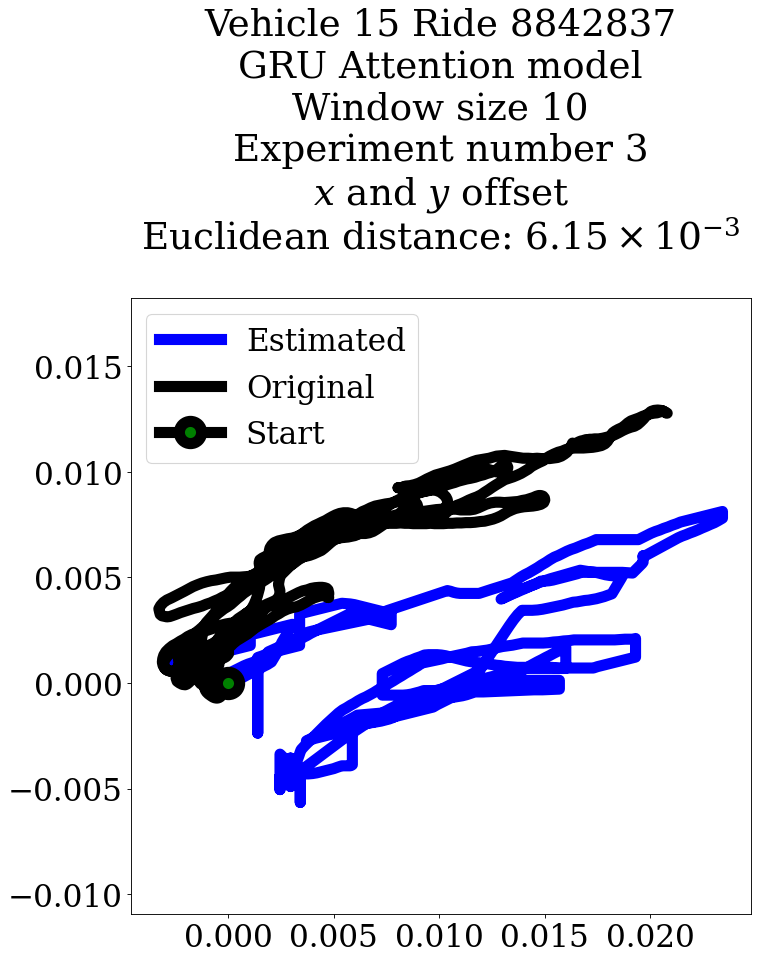 Vehicle 15 Ride 8842837
GRU Attention model
Window size 10
Experiment number 3
x and y offset
Euclidean distance: 6.15 × 10⁻³
Estimated
Original
Start
0.015
0.010
0.005
0.000
−0.005
−0.010
0.000 0.005 0.010 0.015 0.020